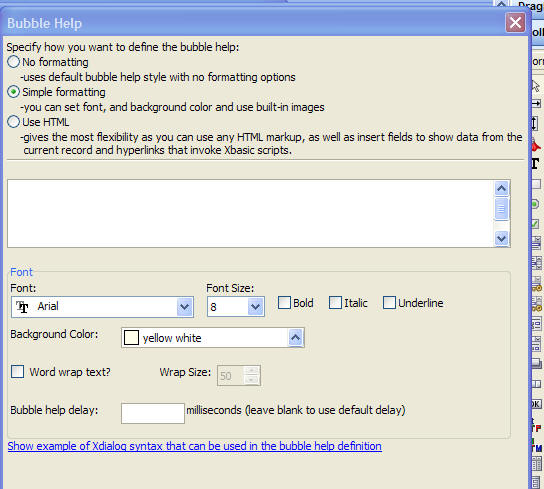 Drag
Bubble Help
Specify how you want to define the bubble help:
No formatting
-uses default bubble help style with no formatting options
Simple formatting
-you can set font, and background color and use built-in images
Use HTML
-gives the most flexibility as you can use any HTML markup, as well as insert fields to show data from the
current record and hyperlinks that invoke Xbasic scripts.
Font
Font:
Font Size:
Arial
8
Bold
Italic
Underline
Background Color:
yellow white
Word wrap text?
Wrap Size:
50
Bubble help delay:
milliseconds (leave blank to use default delay)
Show example of Xdialog syntax that can be used in the bubble help definition